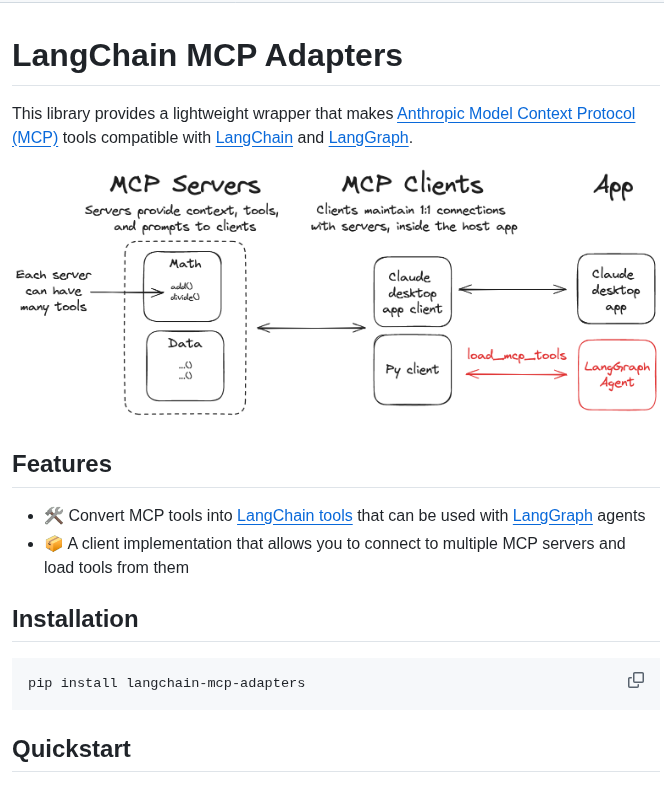 LangChain MCP Adapters
This library provides a lightweight wrapper that makes Anthropic Model Context Protocol
(MCP) tools compatible with LangChain and LangGraph.
MCP Servers
Servers provide context, tools,
and prompts to clients
MCP Clients
Clients maintain 1:1 connections
with servers, inside the host app
App
Each server
can have
many tools
Math
add()
divide()
Data
...()
...()
Claude
desktop
app client
Py client
load_mcp_tools
Claude
desktop
app
LangGraph
Agent
Features
• 🛠️ Convert MCP tools into LangChain tools that can be used with LangGraph agents
• 📦 A client implementation that allows you to connect to multiple MCP servers and
load tools from them
Installation
pip install langchain-mcp-adapters
Quickstart